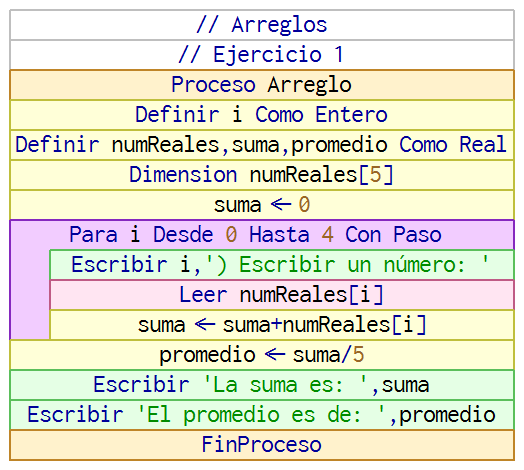 // Arreglos
// Ejercicio 1
Proceso Arreglo
Definir i Como Entero
Definir numReales,suma,promedio Como Real
Dimension numReales[5]
suma ← 0
Para i Desde 0 Hasta 4 Con Paso
Escribir i,') Escribir un número: '
Leer numReales[i]
suma ← suma+numReales[i]
promedio ← suma/5
Escribir 'La suma es: ',suma
Escribir 'El promedio es de: ',promedio
FinProceso